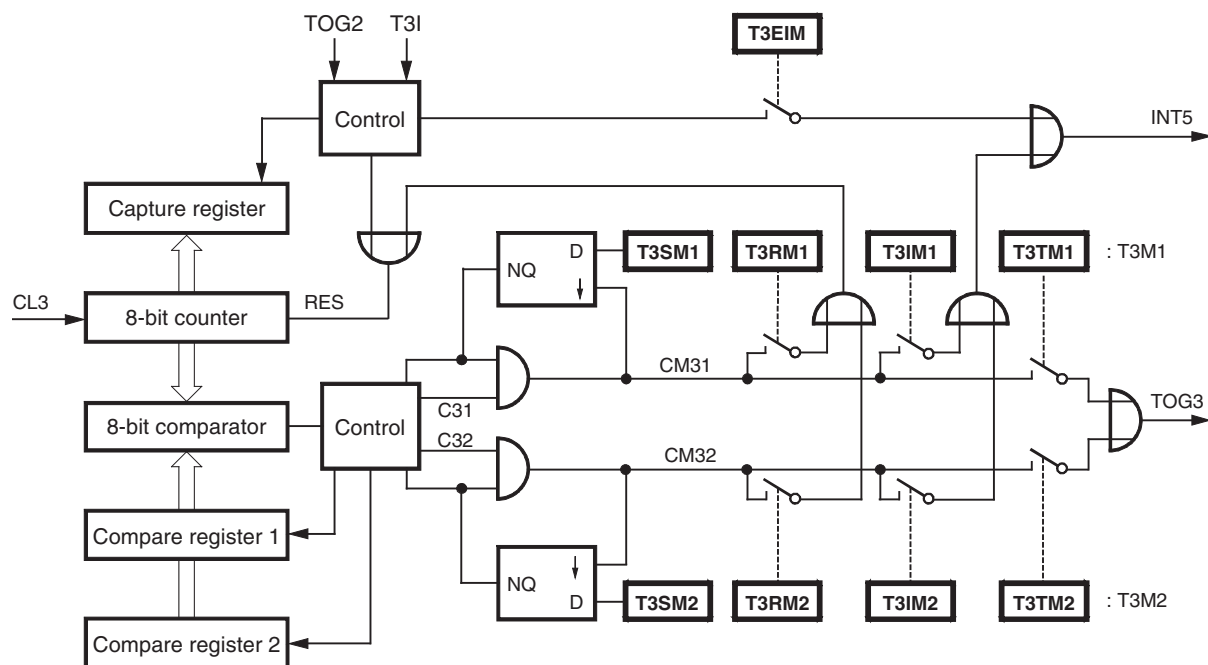 TOG2 T3I
T3EIM
Control
INT5
Capture register
NQ D
T3SM1 T3RM1 T3IM1 T3TM1 : T3M1
CL3
8-bit counter
RES
CM31
C31
8-bit comparator
Control
C32
TOG3
CM32
Compare register 1
NQ
D
T3SM2 T3RM2 T3IM2 T3TM2 : T3M2
Compare register 2